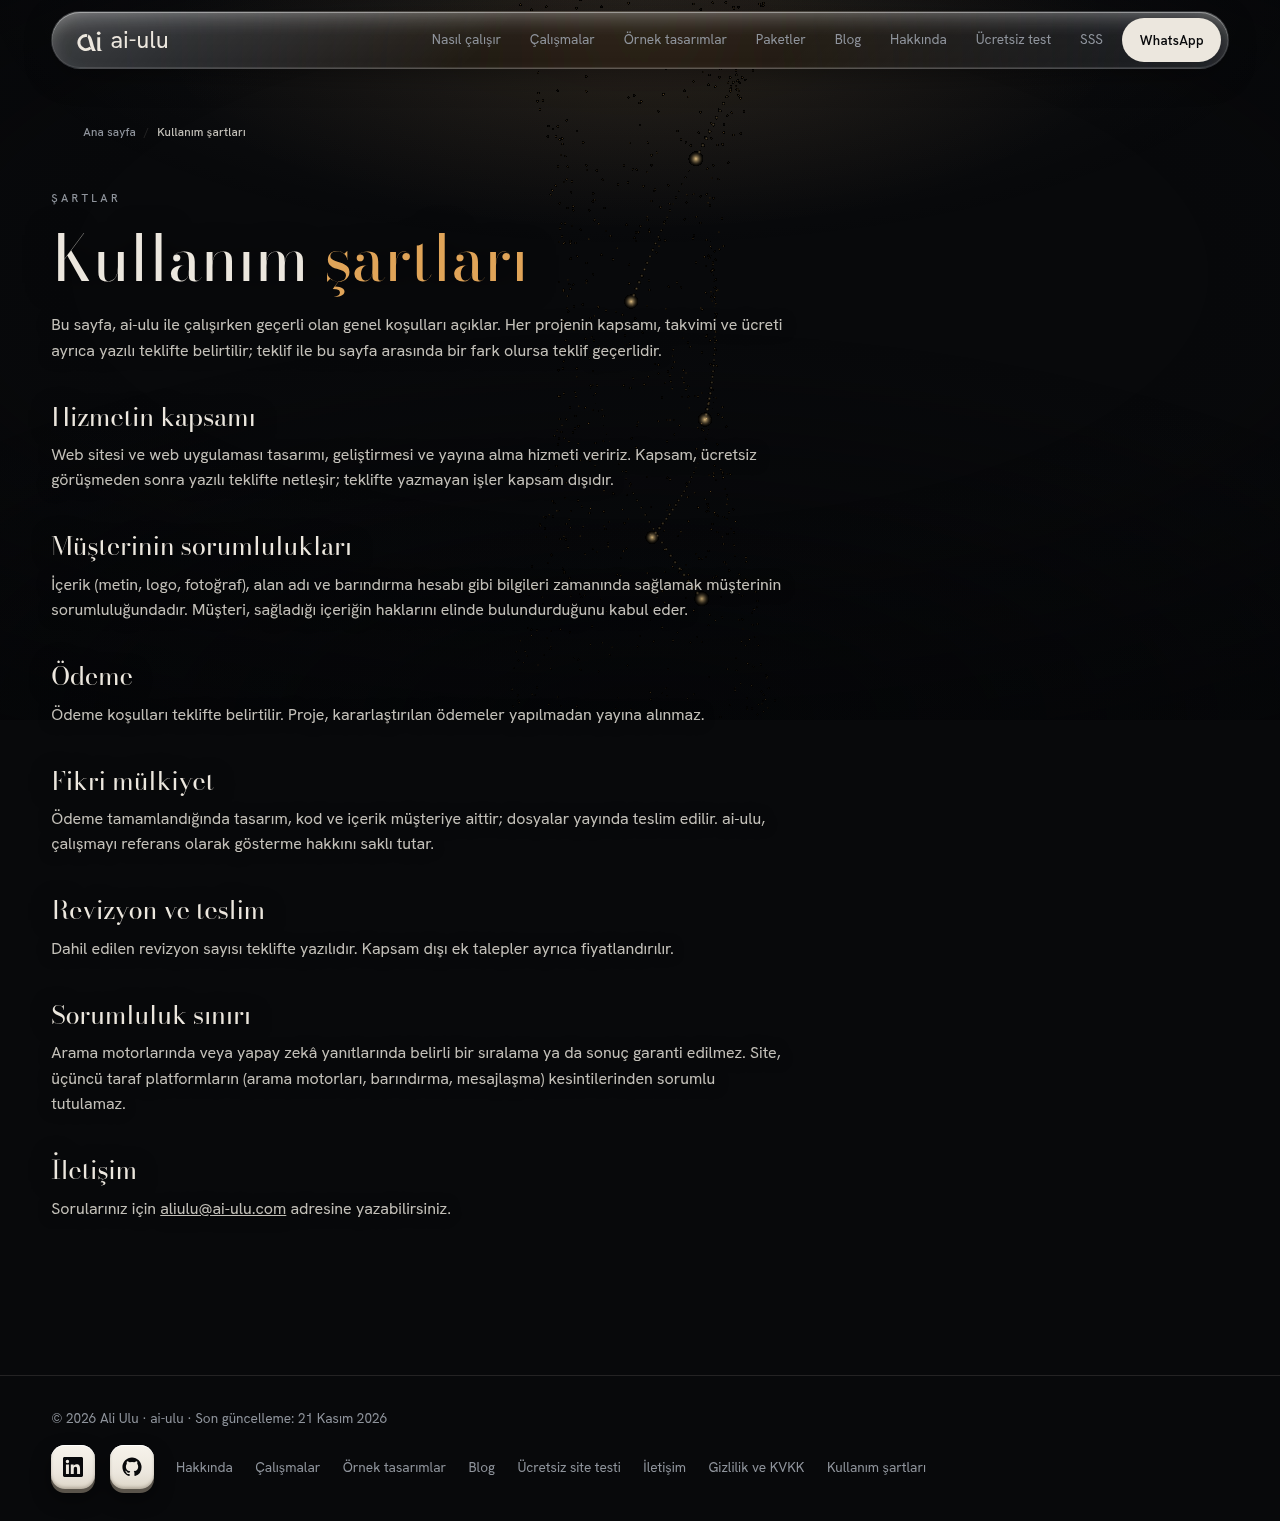 ai ai-ulu
Nasıl çalışır Çalışmalar Örnek tasarımlar Paketler Blog Hakkında Ücretsiz test SSS WhatsApp
Ana sayfa / Kullanım şartları
ŞARTLAR
Kullanım şartları
Bu sayfa, ai-ulu ile çalışırken geçerli olan genel koşulları açıklar. Her projenin kapsamı, takvimi ve ücreti
ayrıca yazılı teklifte belirtilir; teklif ile bu sayfa arasında bir fark olursa teklif geçerlidir.
Hizmetin kapsamı
Web sitesi ve web uygulaması tasarımı, geliştirmesi ve yayına alma hizmeti veririz. Kapsam, ücretsiz
görüşmeden sonra yazılı teklifte netleşir; teklifte yazmayan işler kapsam dışıdır.
Müşterinin sorumlulukları
İçerik (metin, logo, fotoğraf), alan adı ve barındırma hesabı gibi bilgileri zamanında sağlamak müşterinin
sorumluluğundadır. Müşteri, sağladığı içeriğin haklarını elinde bulundurduğunu kabul eder.
Ödeme
Ödeme koşulları teklifte belirtilir. Proje, kararlaştırılan ödemeler yapılmadan yayına alınmaz.
Fikri mülkiyet
Ödeme tamamlandığında tasarım, kod ve içerik müşteriye aittir; dosyalar yayında teslim edilir. ai-ulu,
çalışmayı referans olarak gösterme hakkını saklı tutar.
Revizyon ve teslim
Dahil edilen revizyon sayısı teklifte yazılıdır. Kapsam dışı ek talepler ayrıca fiyatlandırılır.
Sorumluluk sınırı
Arama motorlarında veya yapay zekâ yanıtlarında belirli bir sıralama ya da sonuç garanti edilmez. Site,
üçüncü taraf platformların (arama motorları, barındırma, mesajlaşma) kesintilerinden sorumlu
tutulamaz.
İletişim
Sorularınız için aliulu@ai-ulu.com adresine yazabilirsiniz.
© 2026 Ali Ulu · ai-ulu · Son güncelleme: 21 Kasım 2026
in Hakkında Çalışmalar Örnek tasarımlar Blog Ücretsiz site testi İletişim Gizlilik ve KVKK Kullanım şartları